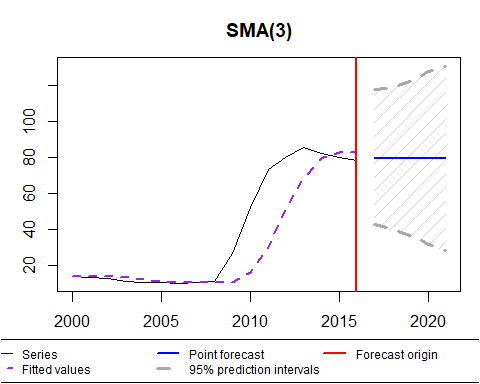 SMA(3)
100
80
60
40
20
2000 2005 2010 2015 2020
Series Point forecast Forecast origin
Fitted values 95% prediction intervals